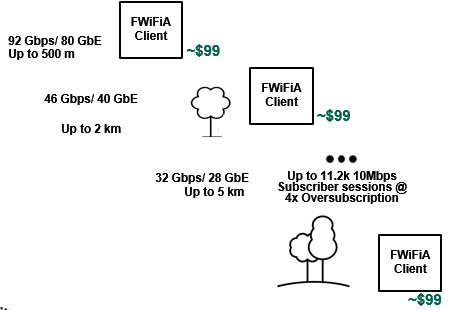 FWiFiA
Client
~$99
92 Gbps/ 80 GbE
Up to 500 m
FWiFiA
Client
~$99
46 Gbps/ 40 GbE
Up to 2 km
32 Gbps/ 28 GbE
Up to 5 km
Up to 11.2k 10Mbps
Subscriber sessions @
4x Oversubscription
FWiFiA
Client
~$99